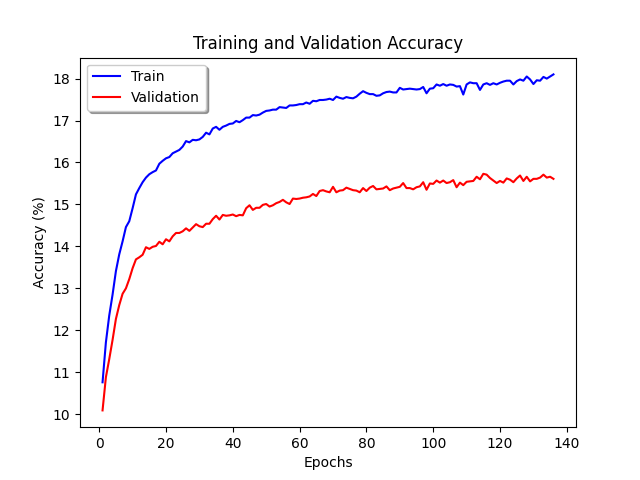 Training and Validation Accuracy
Train
Validation
Accuracy (%)
18
17
16
15
14
13
12
11
10
0 20 40 60 80 100 120 140
Epochs